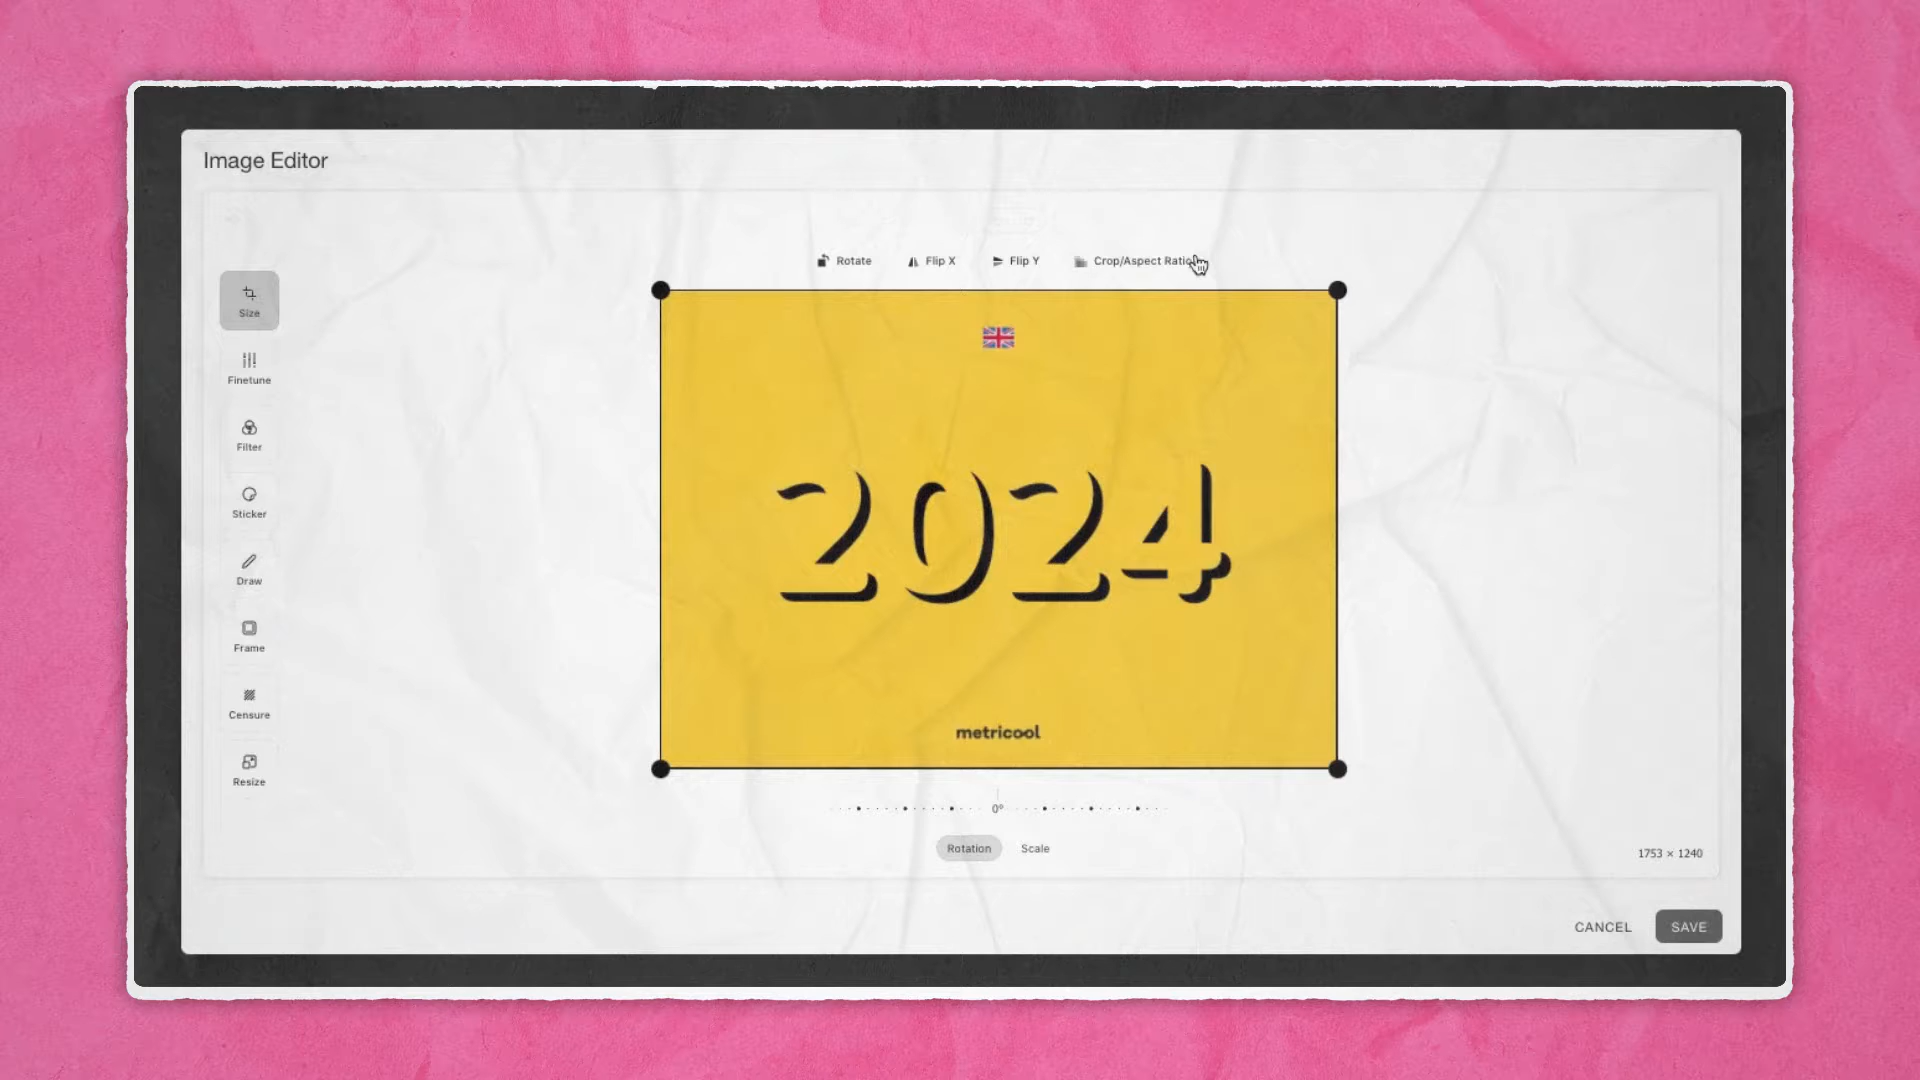 Image Editor
Rotate
Flip X
Flip Y
Crop/Aspect Ratio
Size
Finetune
Filter
Sticker
Draw
Frame
Censure
Resize
2024
metricool
0°
Rotation
Scale
1753 × 1240
CANCEL
SAVE